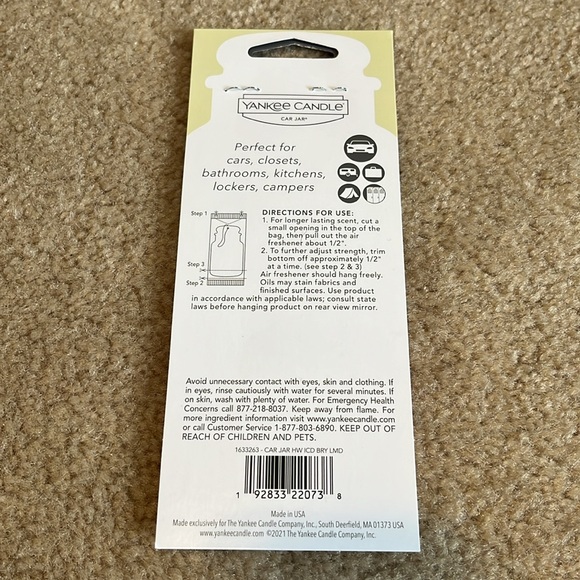 YANKEE CANDLE®
CAR JAR®
Perfect for
cars, closets,
bathrooms, kitchens,
lockers, campers
Step 1
Step 3
Step 2
DIRECTIONS FOR USE:
1. For longer lasting scent, cut a
small opening in the top of the
bag, then pull out the air
freshener about 1/2".
2. To further adjust strength, trim
bottom off approximately 1/2"
at a time. (see step 2 & 3)
Air freshener should hang freely.
Oils may stain fabrics and
finished surfaces. Use product
in accordance with applicable laws; consult state
laws before hanging product on rear view mirror.
Avoid unnecessary contact with eyes, skin and clothing. If
in eyes, rinse cautiously with water for several minutes. If
on skin, wash with plenty of water. For Emergency Health
Concerns call 877-218-8037. Keep away from flame. For
more ingredient information visit www.yankeecandle.com
or call Customer Service 1-877-803-6890. KEEP OUT OF
REACH OF CHILDREN AND PETS.
1633263 - CAR JAR HW ICD BRY LMD
1 92833 22073 8
Made in USA
Made exclusively for The Yankee Candle Company, Inc., South Deerfield, MA 01373 USA
www.yankeecandle.com ©2021 The Yankee Candle Company, Inc.